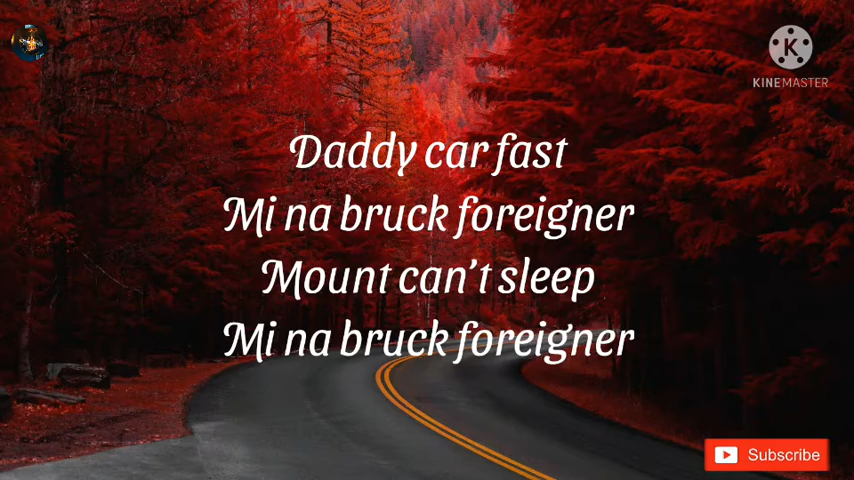 KINEMASTER
Daddy car fast
Mi na bruck foreigner
Mount can't sleep
Mi na bruck foreigner
Subscribe